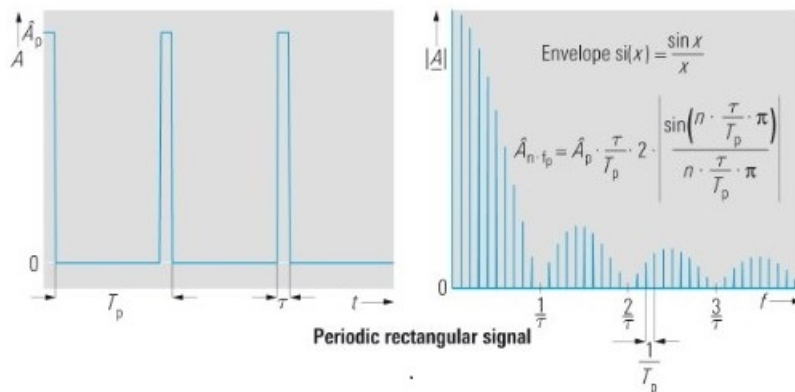 Â_p
A
0
T_p
τ
t
|A|
Envelope si(x) = sin x / x
Â_n·f_p = Â_p · τ/T_p · 2 · | sin(n · τ/T_p · π) / (n · τ/T_p · π) |
0
1/τ
2/τ
3/τ
f
1/T_p
Periodic rectangular signal